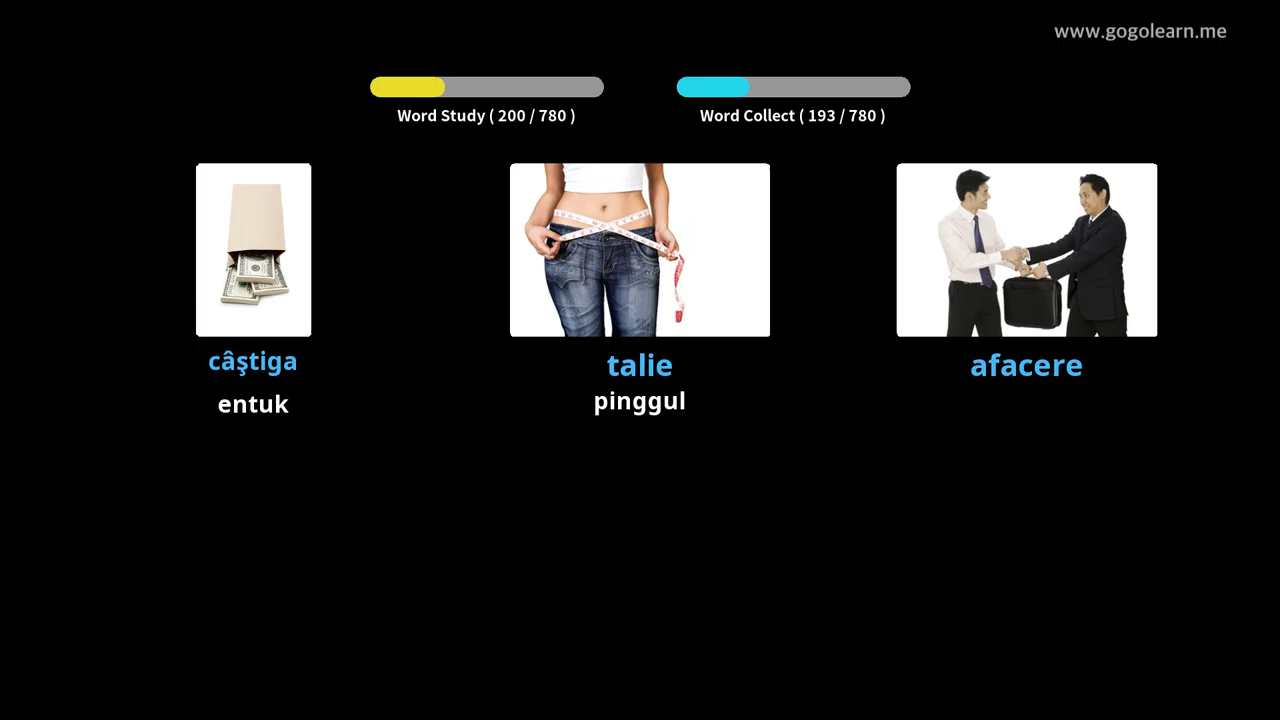 www.gogolearn.me
Word Study ( 200 / 780 )
Word Collect ( 193 / 780 )
câştiga
entuk
talie
pinggul
afacere